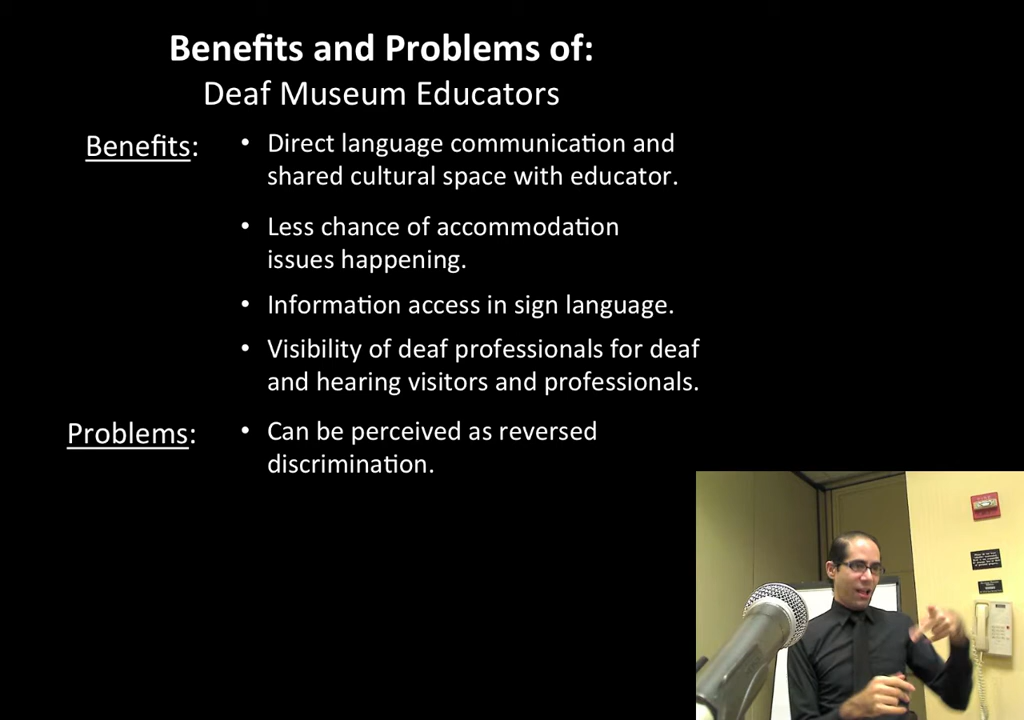 Benefits and Problems of:
Deaf Museum Educators
Benefits:
• Direct language communication and
shared cultural space with educator.
• Less chance of accommodation
issues happening.
• Information access in sign language.
• Visibility of deaf professionals for deaf
and hearing visitors and professionals.
Problems:
• Can be perceived as reversed
discrimination.